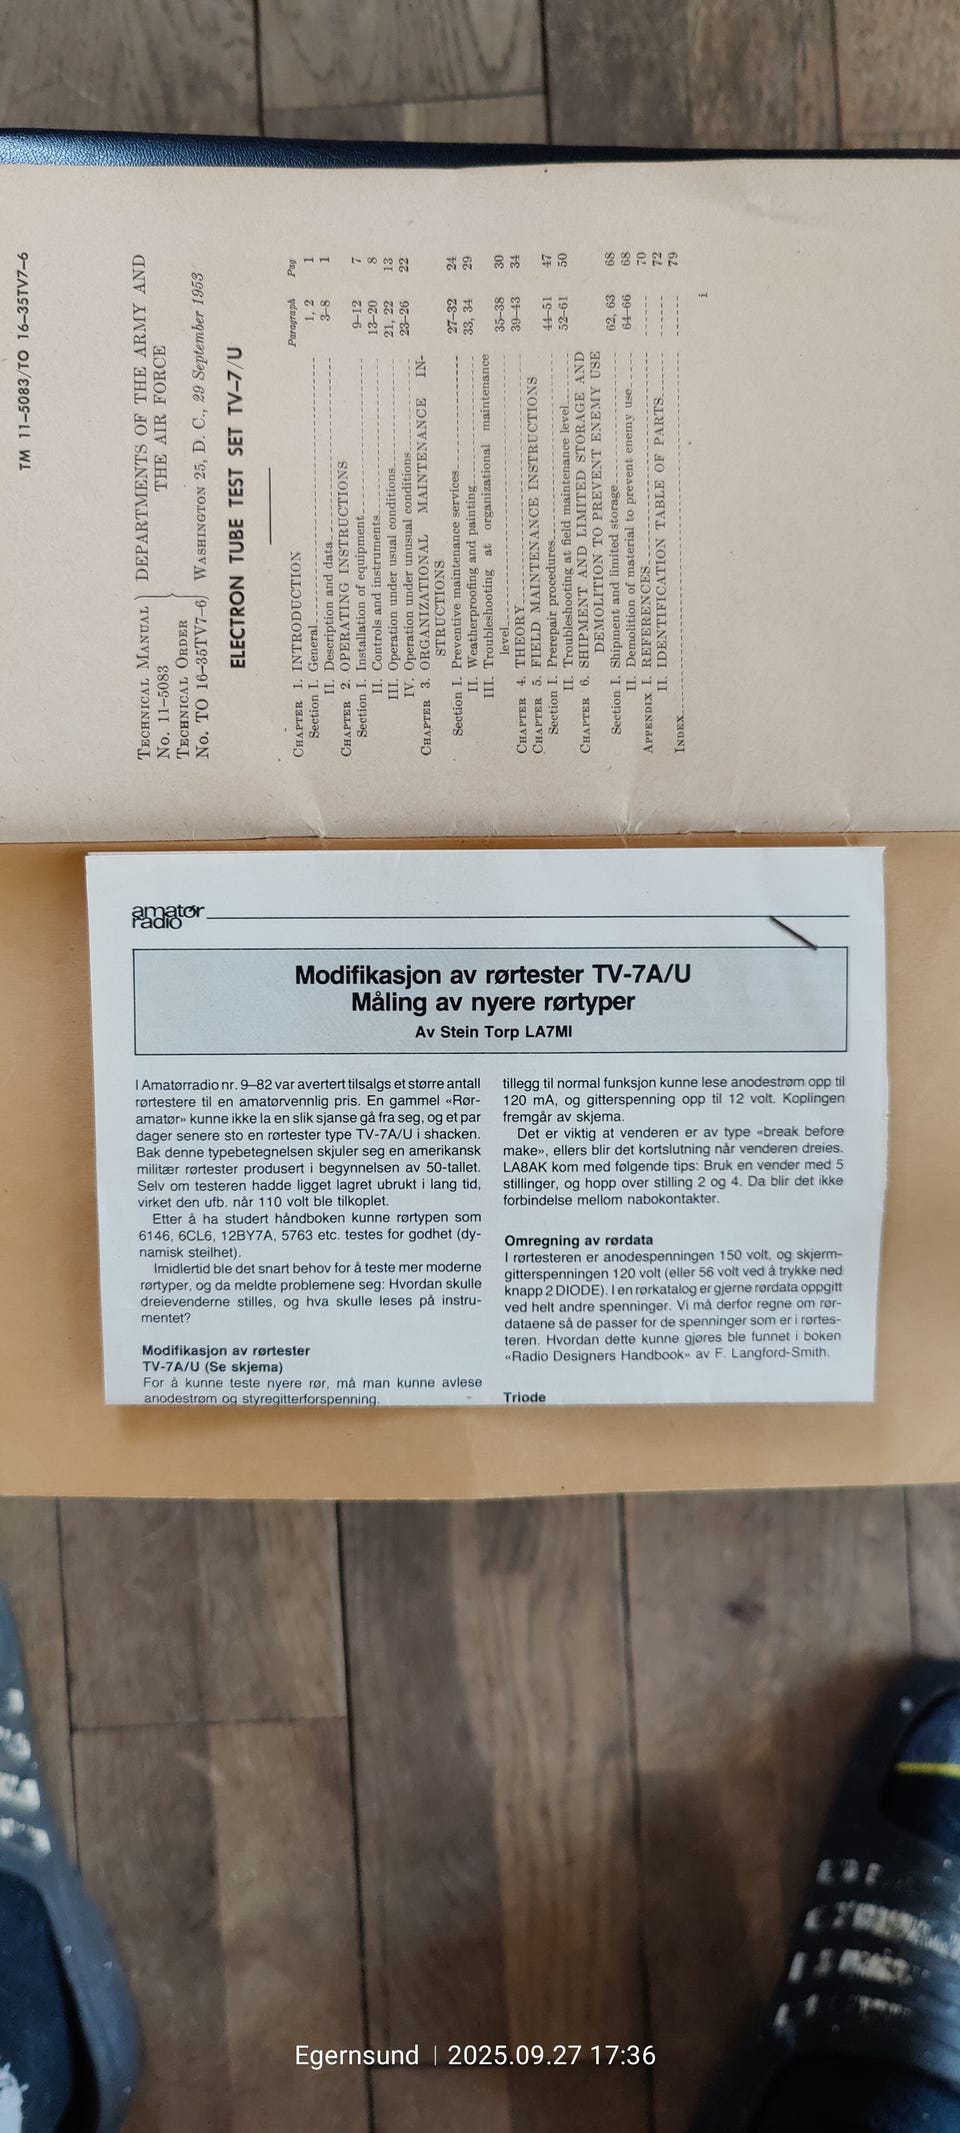 TM 11–5083/TO 16–35TV7–6
TECHNICAL MANUAL
No. 11–5083
TECHNICAL ORDER
No. TO 16–35TV7–6
DEPARTMENTS OF THE ARMY AND
THE AIR FORCE
WASHINGTON 25, D. C., 29 September 1953
ELECTRON TUBE TEST SET TV–7/U
Paragraph Pag
CHAPTER 1. INTRODUCTION
Section I. General 1, 2 1
II. Description and data 3–8 1
CHAPTER 2. OPERATING INSTRUCTIONS
Section I. Installation of equipment 9–12 7
II. Controls and instruments 13–20 8
III. Operation under usual conditions 21, 22 13
IV. Operation under unusual conditions 23–26 22
CHAPTER 3. ORGANIZATIONAL MAINTENANCE IN-
STRUCTIONS
Section I. Preventive maintenance services 27–32 24
II. Weatherproofing and painting 33, 34 29
III. Troubleshooting at organizational maintenance
level 35–38 30
CHAPTER 4. THEORY 39–43 34
CHAPTER 5. FIELD MAINTENANCE INSTRUCTIONS
Section I. Prerepair procedures 44–51 47
II. Troubleshooting at field maintenance level 52–61 50
CHAPTER 6. SHIPMENT AND LIMITED STORAGE AND
DEMOLITION TO PREVENT ENEMY USE
Section I. Shipment and limited storage 62, 63 68
II. Demolition of material to prevent enemy use 64–66 68
APPENDIX I. REFERENCES 70
II. IDENTIFICATION TABLE OF PARTS 72
INDEX 79
i
amatør
radio
Modifikasjon av rørtester TV-7A/U
Måling av nyere rørtyper
Av Stein Torp LA7MI
I Amatørradio nr. 9–82 var avertert tilsalgs et større antall
rørtestere til en amatørvennlig pris. En gammel «Rør-
amatør» kunne ikke la en slik sjanse gå fra seg, og et par
dager senere sto en rørtester type TV-7A/U i shacken.
Bak denne typebetegnelsen skjuler seg en amerikansk
militær rørtester produsert i begynnelsen av 50-tallet.
Selv om testeren hadde ligget lagret ubrukt i lang tid,
virket den ufb. når 110 volt ble tilkoplet.
Etter å ha studert håndboken kunne rørtypen som
6146, 6CL6, 12BY7A, 5763 etc. testes for godhet (dy-
namisk steilhet).
Imidlertid ble det snart behov for å teste mer moderne
rørtyper, og da meldte problemene seg: Hvordan skulle
dreievenderne stilles, og hva skulle leses på instru-
mentet?
Modifikasjon av rørtester
TV-7A/U (Se skjema)
For å kunne teste nyere rør, må man kunne avlese
anodestrøm og styregitterforspenning.
tillegg til normal funksjon kunne lese anodestrøm opp til
120 mA, og gitterspenning opp til 12 volt. Koplingen
fremgår av skjema.
Det er viktig at venderen er av type «break before
make», ellers blir det kortslutning når venderen dreies.
LA8AK kom med følgende tips: Bruk en vender med 5
stillinger, og hopp over stilling 2 og 4. Da blir det ikke
forbindelse mellom nabokontakter.
Omregning av rørdata
I rørtesteren er anodespenningen 150 volt, og skjerm-
gitterspenningen 120 volt (eller 56 volt ved å trykke ned
knapp 2 DIODE). I en rørkatalog er gjerne rørdata oppgitt
ved helt andre spenninger. Vi må derfor regne om rør-
dataene så de passer for de spenninger som er i rørtes-
teren. Hvordan dette kunne gjøres ble funnet i boken
«Radio Designers Handbook» av F. Langford-Smith.
Triode
Egernsund | 2025.09.27 17:36